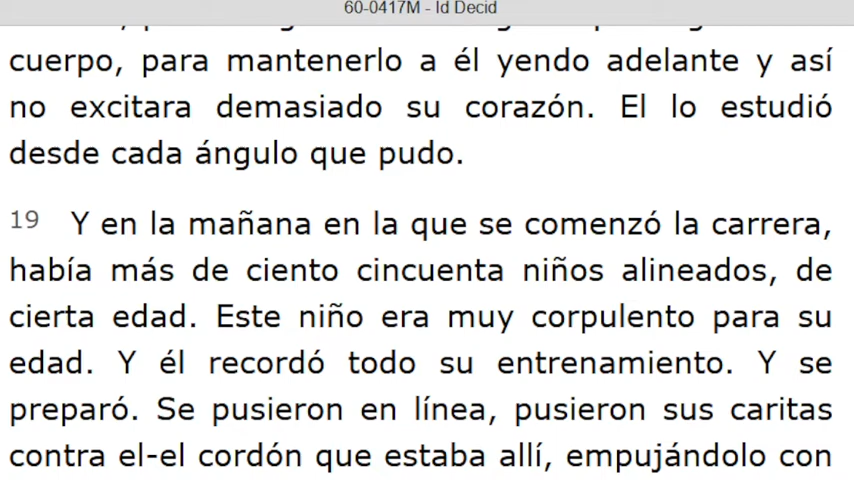 60-0417M - Id Decid
cuerpo, para mantenerlo a él yendo adelante y así
no excitara demasiado su corazón. El lo estudió
desde cada ángulo que pudo.
19 Y en la mañana en la que se comenzó la carrera,
había más de ciento cincuenta niños alineados, de
cierta edad. Este niño era muy corpulento para su
edad. Y él recordó todo su entrenamiento. Y se
preparó. Se pusieron en línea, pusieron sus caritas
contra el-el cordón que estaba allí, empujándolo con